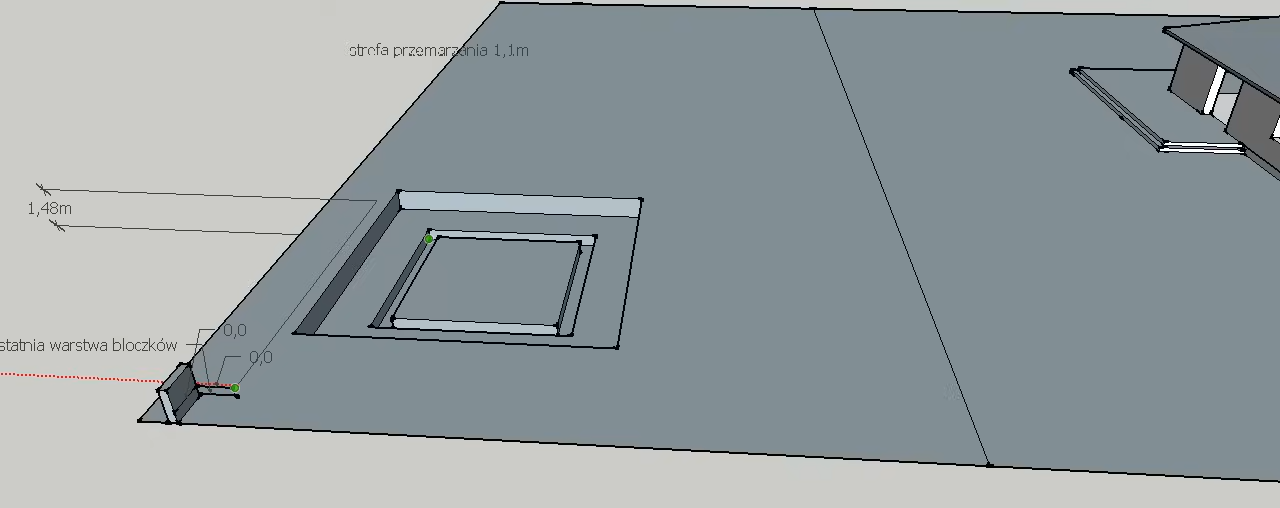 strefa przemarzania 1,1m
1,48m
0,0
statnia warstwa bloczków
0,0